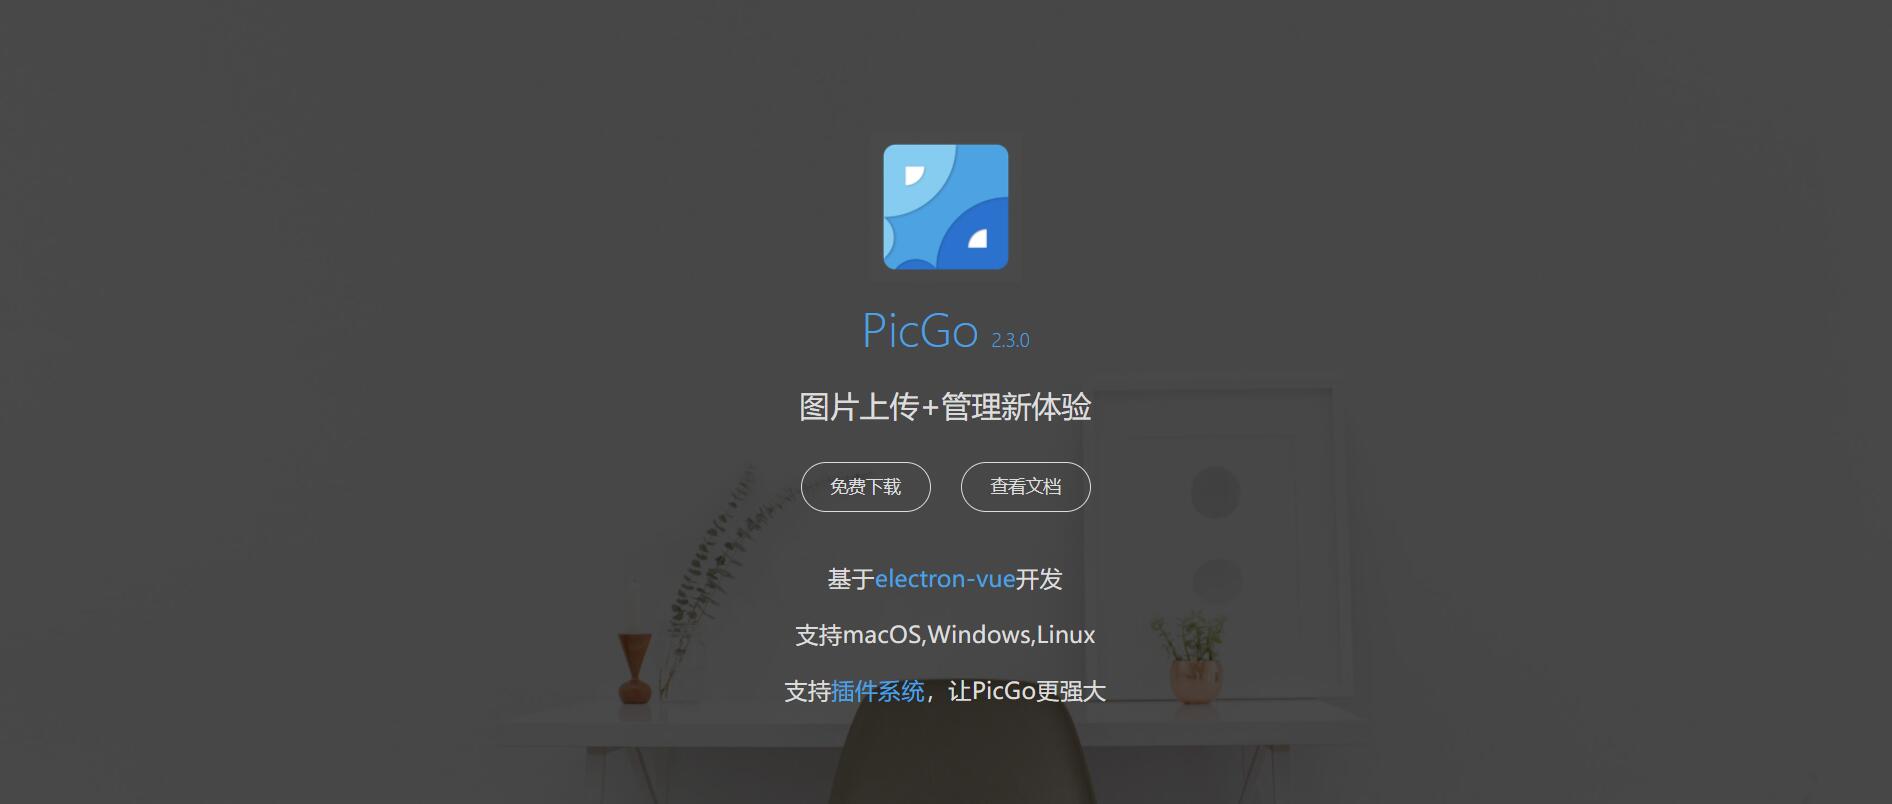 PicGo 2.3.0
图片上传+管理新体验
免费下载 查看文档
基于electron-vue开发
支持macOS,Windows,Linux
支持插件系统，让PicGo更强大